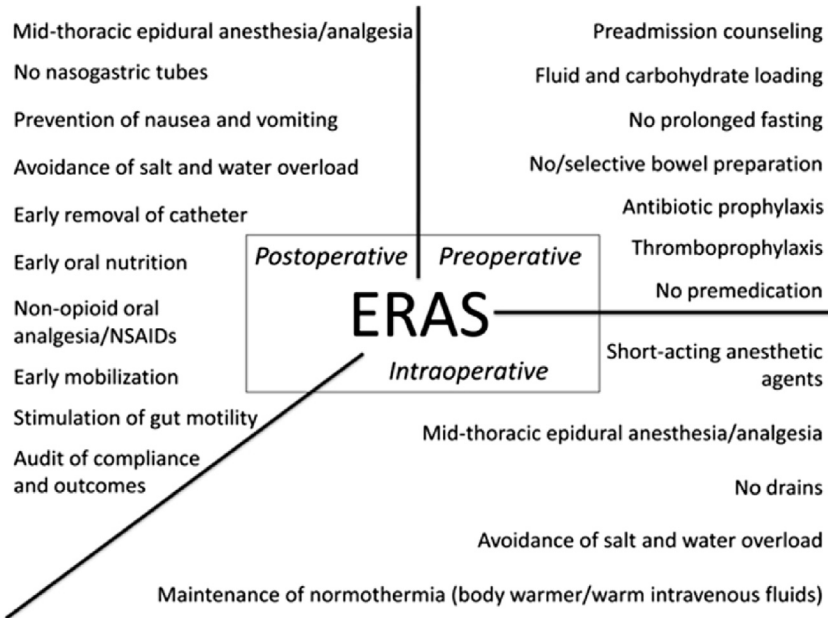 Mid-thoracic epidural anesthesia/analgesia
No nasogastric tubes
Prevention of nausea and vomiting
Avoidance of salt and water overload
Early removal of catheter
Early oral nutrition
Non-opioid oral
analgesia/NSAIDs
Early mobilization
Stimulation of gut motility
Audit of compliance
and outcomes
Preadmission counseling
Fluid and carbohydrate loading
No prolonged fasting
No/selective bowel preparation
Antibiotic prophylaxis
Thromboprophylaxis
No premedication
Postoperative
Preoperative
ERAS
Intraoperative
Short-acting anesthetic
agents
Mid-thoracic epidural anesthesia/analgesia
No drains
Avoidance of salt and water overload
Maintenance of normothermia (body warmer/warm intravenous fluids)